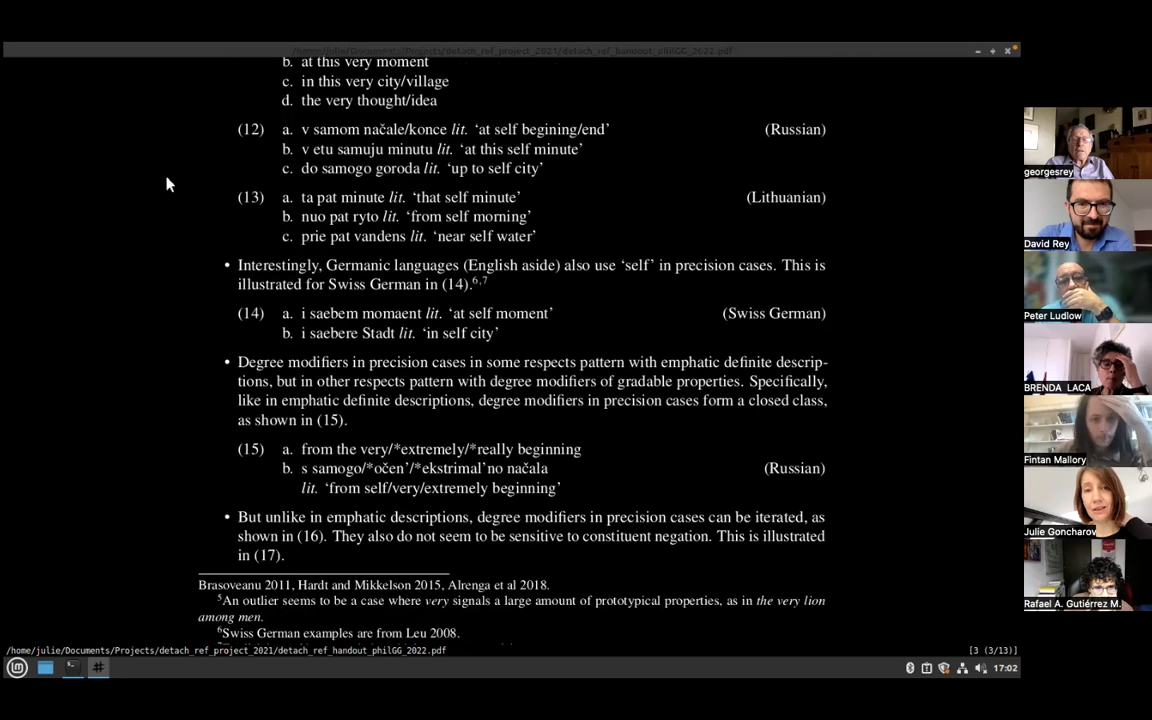 /home/julie/Documents/Projects/detach_ref_project_2021/detach_ref_handout_philGG_2022.pdf
b. at this very moment
c. in this very city/village
d. the very thought/idea
(12) a. v samom načale/konce lit. ‘at self begining/end’ (Russian)
b. v etu samuju minutu lit. ‘at this self minute’
c. do samogo goroda lit. ‘up to self city’
(13) a. ta pat minute lit. ‘that self minute’ (Lithuanian)
b. nuo pat ryto lit. ‘from self morning’
c. prie pat vandens lit. ‘near self water’
• Interestingly, Germanic languages (English aside) also use ‘self’ in precision cases. This is
illustrated for Swiss German in (14).6,7
(14) a. i saebem momaent lit. ‘at self moment’ (Swiss German)
b. i saebere Stadt lit. ‘in self city’
• Degree modifiers in precision cases in some respects pattern with emphatic definite descrip-
tions, but in other respects pattern with degree modifiers of gradable properties. Specifically,
like in emphatic definite descriptions, degree modifiers in precision cases form a closed class,
as shown in (15).
(15) a. from the very/*extremely/*really beginning
b. s samogo/*očen’/*ekstrimal’no načala (Russian)
lit. ‘from self/very/extremely beginning’
• But unlike in emphatic descriptions, degree modifiers in precision cases can be iterated, as
shown in (16). They also do not seem to be sensitive to constituent negation. This is illustrated
in (17).
Brasoveanu 2011, Hardt and Mikkelson 2015, Alrenga et al 2018.
5An outlier seems to be a case where very signals a large amount of prototypical properties, as in the very lion
among men.
6Swiss German examples are from Leu 2008.
/home/julie/Documents/Projects/detach_ref_project_2021/detach_ref_handout_philGG_2022.pdf [3 (3/13)]
17:02
georgesrey
David Rey
Peter Ludlow
BRENDA LACA
Fintan Mallory
Julie Goncharov
Rafael A. Gutiérrez M.